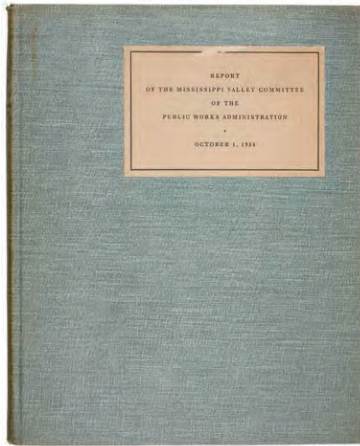 REPORT
OF THE MISSISSIPPI VALLEY COMMITTEE
OF THE
PUBLIC WORKS ADMINISTRATION
OCTOBER 1, 1934